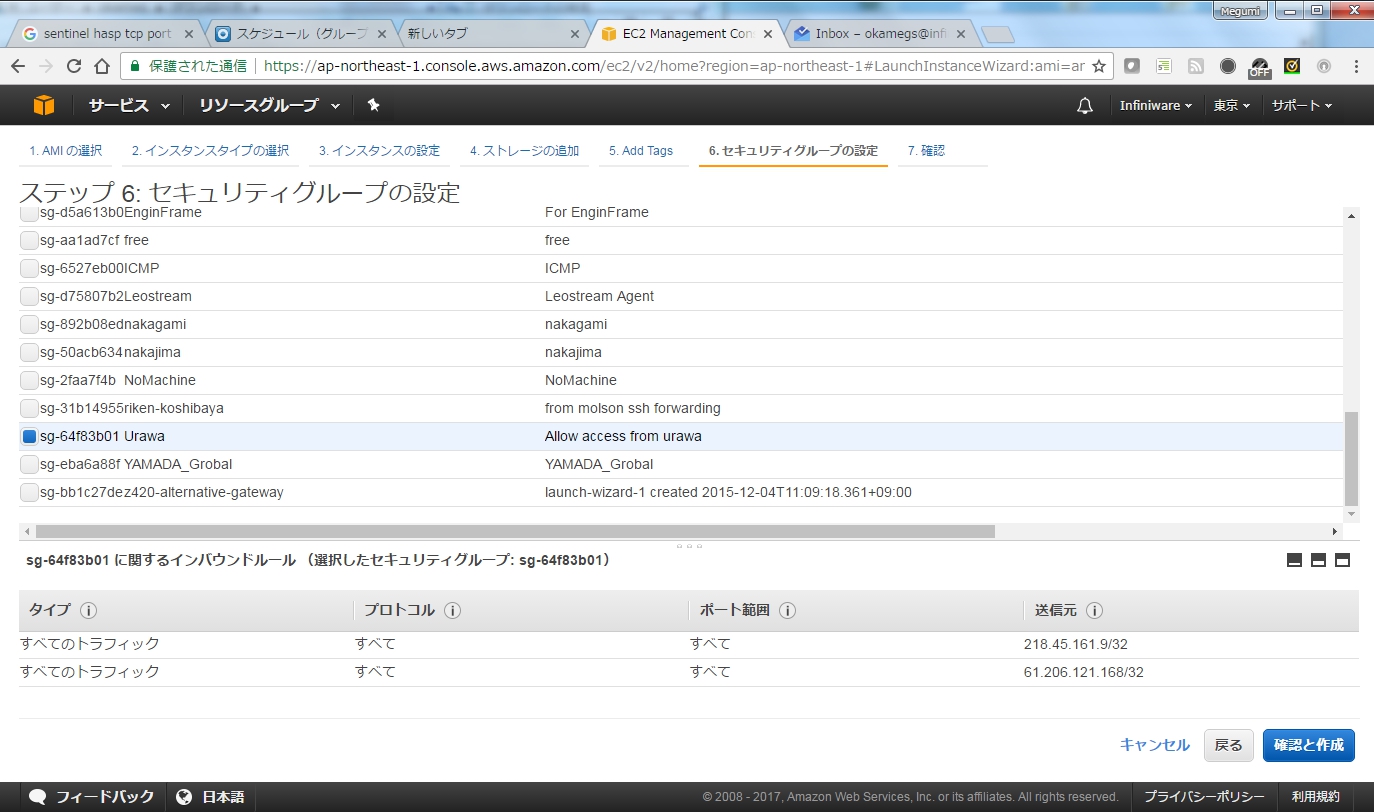 Megumi
sentinel hasp tcp port
スケジュール（グループ
新しいタブ
EC2 Management Con
Inbox – okamegs@infi
保護された通信
https://ap-northeast-1.console.aws.amazon.com/ec2/v2/home?region=ap-northeast-1#LaunchInstanceWizard:ami=ar
OFF
サービス リソースグループ Infiniware 東京 サポート
1. AMI の選択 2. インスタンスタイプの選択 3. インスタンスの設定 4. ストレージの追加 5. Add Tags 6. セキュリティグループの設定 7. 確認
ステップ 6: セキュリティグループの設定
sg-d5a613b0 EnginFrame For EnginFrame
sg-aa1ad7cf free free
sg-6527eb00 ICMP ICMP
sg-d75807b2 Leostream Leostream Agent
sg-892b08ed nakagami nakagami
sg-50acb634 nakajima nakajima
sg-2faa7f4b NoMachine NoMachine
sg-31b14955 riken-koshibaya from molson ssh forwarding
sg-64f83b01 Urawa Allow access from urawa
sg-eba6a88f YAMADA_Grobal YAMADA_Grobal
sg-bb1c27de z420-alternative-gateway launch-wizard-1 created 2015-12-04T11:09:18.361+09:00
sg-64f83b01 に関するインバウンドルール （選択したセキュリティグループ: sg-64f83b01）
タイプ プロトコル ポート範囲 送信元
すべてのトラフィック すべて すべて 218.45.161.9/32
すべてのトラフィック すべて すべて 61.206.121.168/32
キャンセル 戻る 確認と作成
フィードバック 日本語 © 2008 - 2017, Amazon Web Services, Inc. or its affiliates. All rights reserved. プライバシーポリシー 利用規約